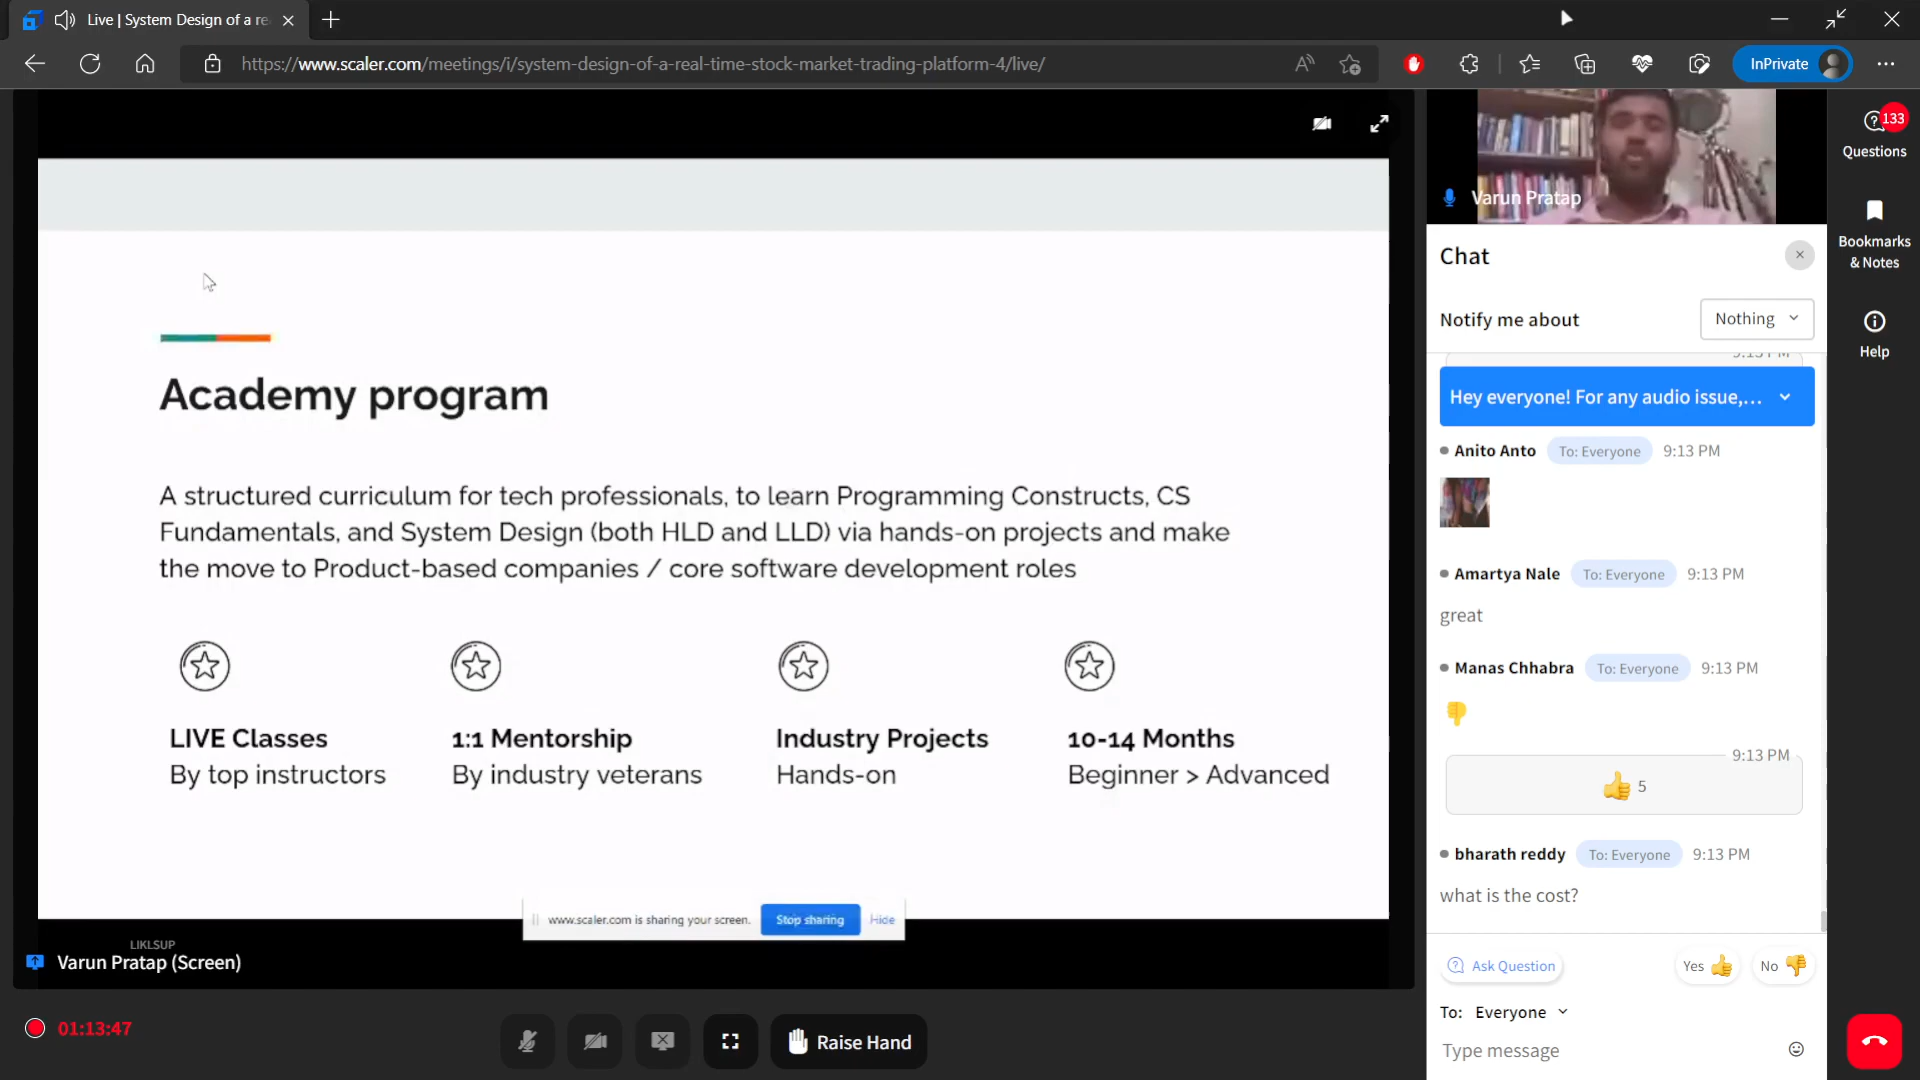 Live | System Design of a re
https://www.scaler.com/meetings/i/system-design-of-a-real-time-stock-market-trading-platform-4/live/
InPrivate
Academy program
A structured curriculum for tech professionals, to learn Programming Constructs, CS
Fundamentals, and System Design (both HLD and LLD) via hands-on projects and make
the move to Product-based companies / core software development roles
LIVE Classes
By top instructors
1:1 Mentorship
By industry veterans
Industry Projects
Hands-on
10-14 Months
Beginner > Advanced
www.scaler.com is sharing your screen.
Stop sharing
Hide
LIKLSUP
Varun Pratap (Screen)
01:13:47
Raise Hand
Varun Pratap
Chat
Notify me about
Nothing
9:13 PM
Hey everyone! For any audio issue,...
Anito Anto To: Everyone 9:13 PM
Amartya Nale To: Everyone 9:13 PM
great
Manas Chhabra To: Everyone 9:13 PM
9:13 PM
5
bharath reddy To: Everyone 9:13 PM
what is the cost?
Ask Question
Yes
No
To: Everyone
Type message
133
Questions
Bookmarks
& Notes
Help